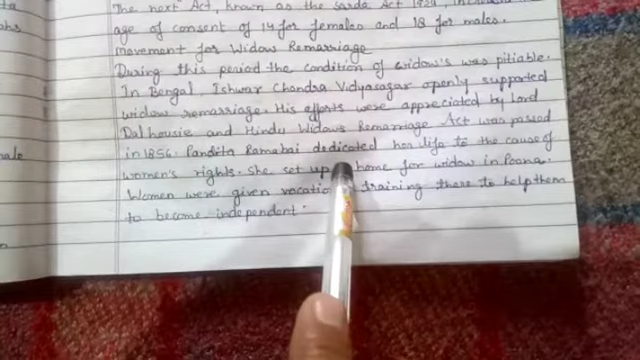 ta
The next Act, known as the sarda Act 1930, increased
age of consent of 14 for females and 18 for males.
Movement for Widow Remarriage
During this period the condition of widow's was pitiable.
In Bengal, Ishwar Chandra Vidyasagar openly supported
widow remarriage. His efforts were appreciated by Lord
Dalhousie and Hindu Widows Remarriage Act was passed
in 1856. Pandita Ramabai dedicated her life to the cause of
women's rights. She set up home for widow in Poona.
Women were given training there to help them
to become independent.